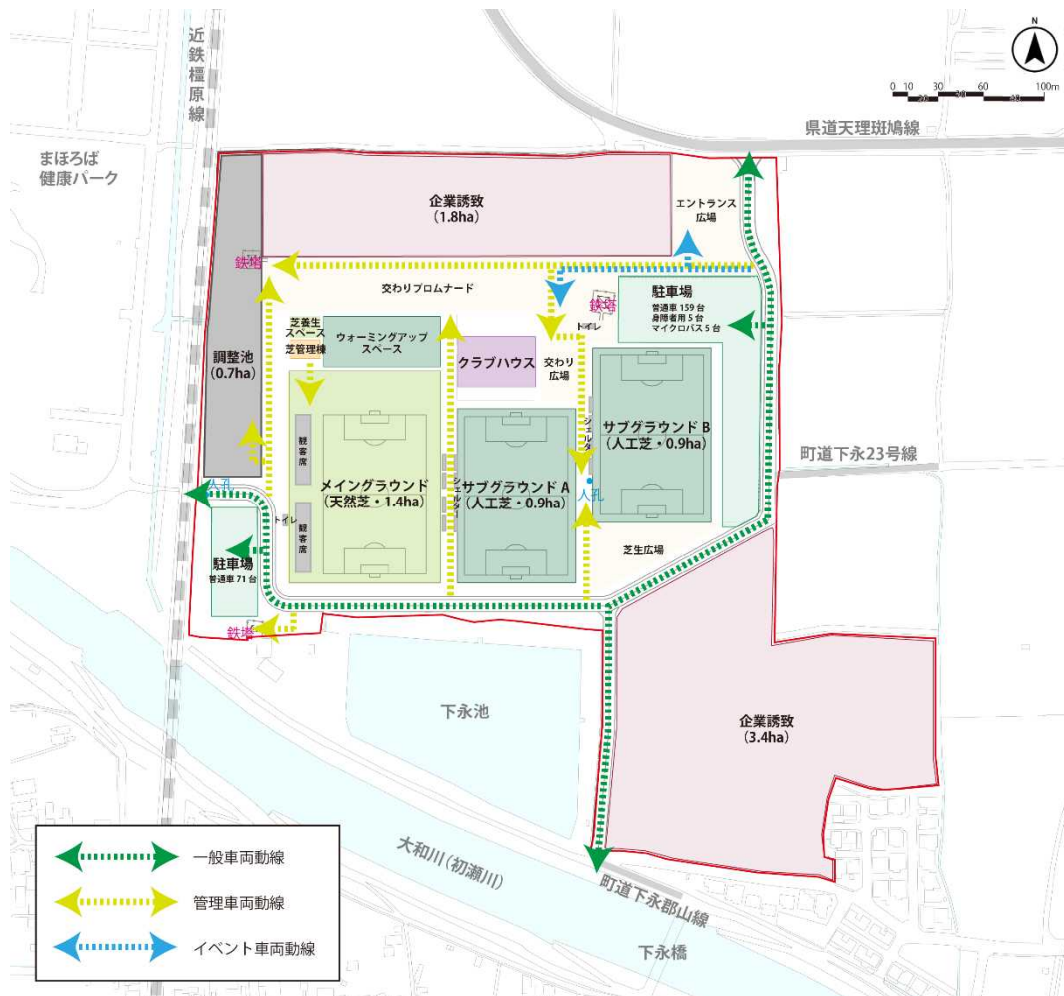 N
0 10 30 60 100m
20 50 80
近鉄橿原線
県道天理斑鳩線
まほろば
健康パーク
企業誘致
(1.8ha)
エントランス
広場
鉄塔
交わりプロムナード
鉄塔
駐車場
普通車 159 台
身障者用 5 台
マイクロバス 5 台
トイレ
芝養生
スペース
芝管理棟
ウォーミングアップ
スペース
クラブハウス
交わり
広場
調整池
(0.7ha)
サブグラウンド B
(人工芝・0.9ha)
シェルター
観客席
メイングラウンド
(天然芝・1.4ha)
シェルター
サブグラウンド A
(人工芝・0.9ha)
人孔
町道下永23号線
人孔
トイレ
観客席
芝生広場
駐車場
普通車 71 台
鉄塔
下永池
企業誘致
(3.4ha)
大和川(初瀬川)
町道下永郡山線
下永橋
一般車両動線
管理車両動線
イベント車両動線